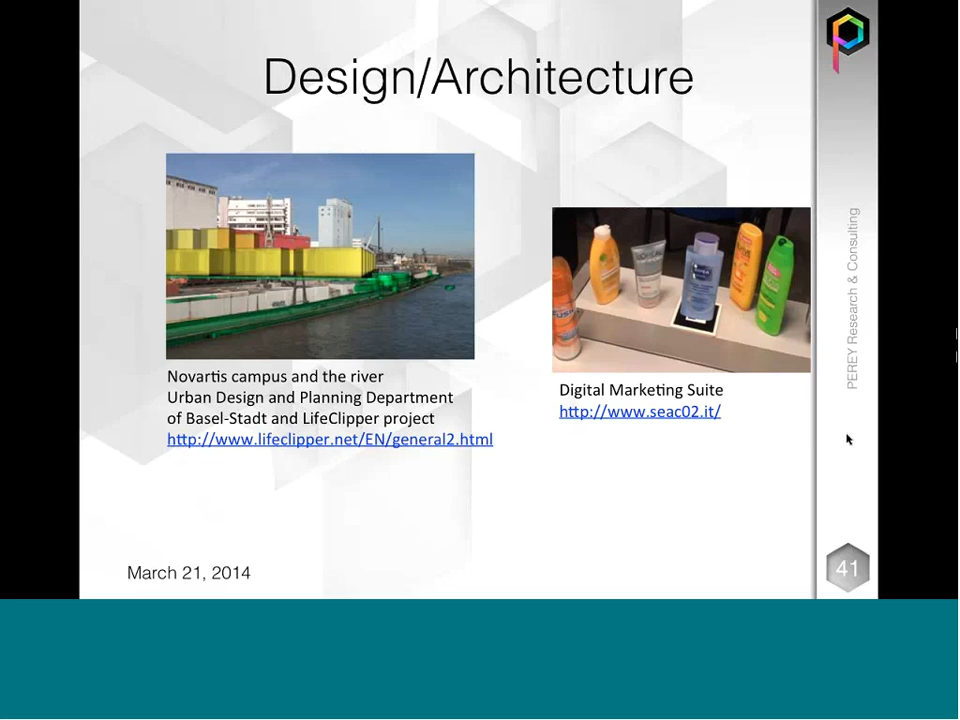 Design/Architecture
Novartis campus and the river
Urban Design and Planning Department
of Basel-Stadt and LifeClipper project
http://www.lifeclipper.net/EN/general2.html
Digital Marketing Suite
http://www.seac02.it/
PEREY Research & Consulting
March 21, 2014
41